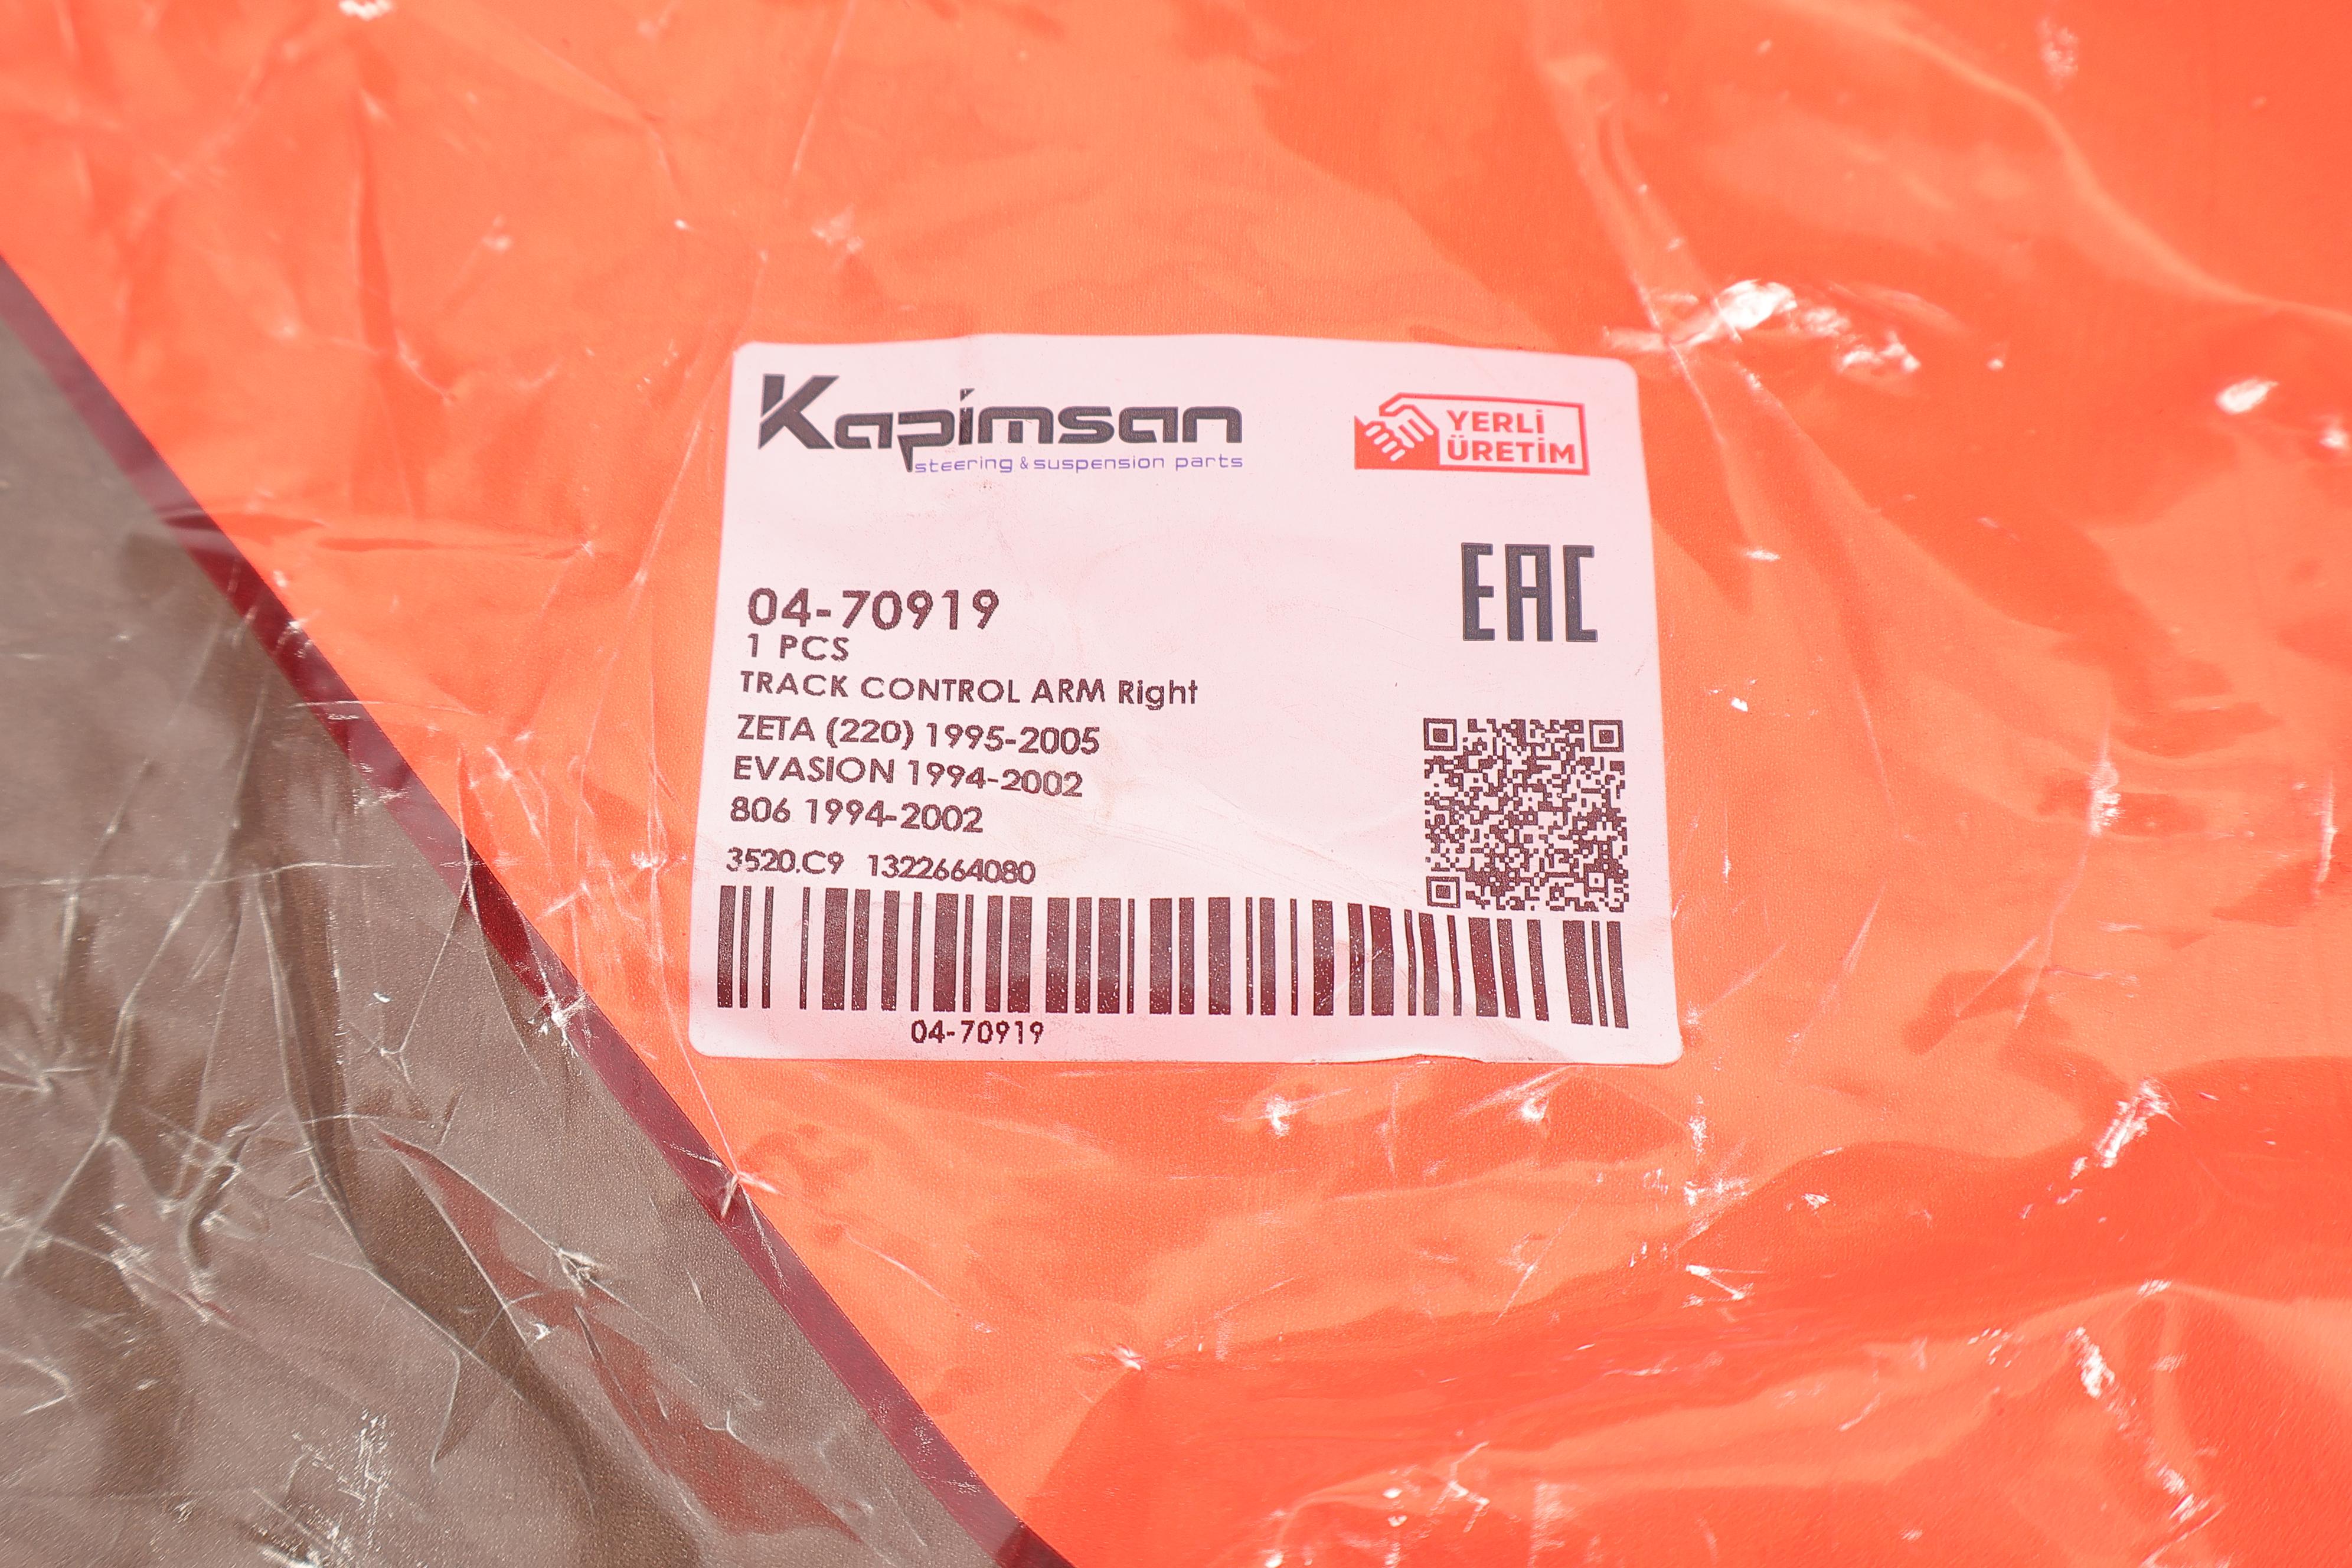 Kapimsan
steering & suspension parts
YERLİ
ÜRETİM
EAC
04-70919
1 PCS
TRACK CONTROL ARM Right
ZETA (220) 1995-2005
EVASION 1994-2002
806 1994-2002
3520.C9 1322664080
04-70919